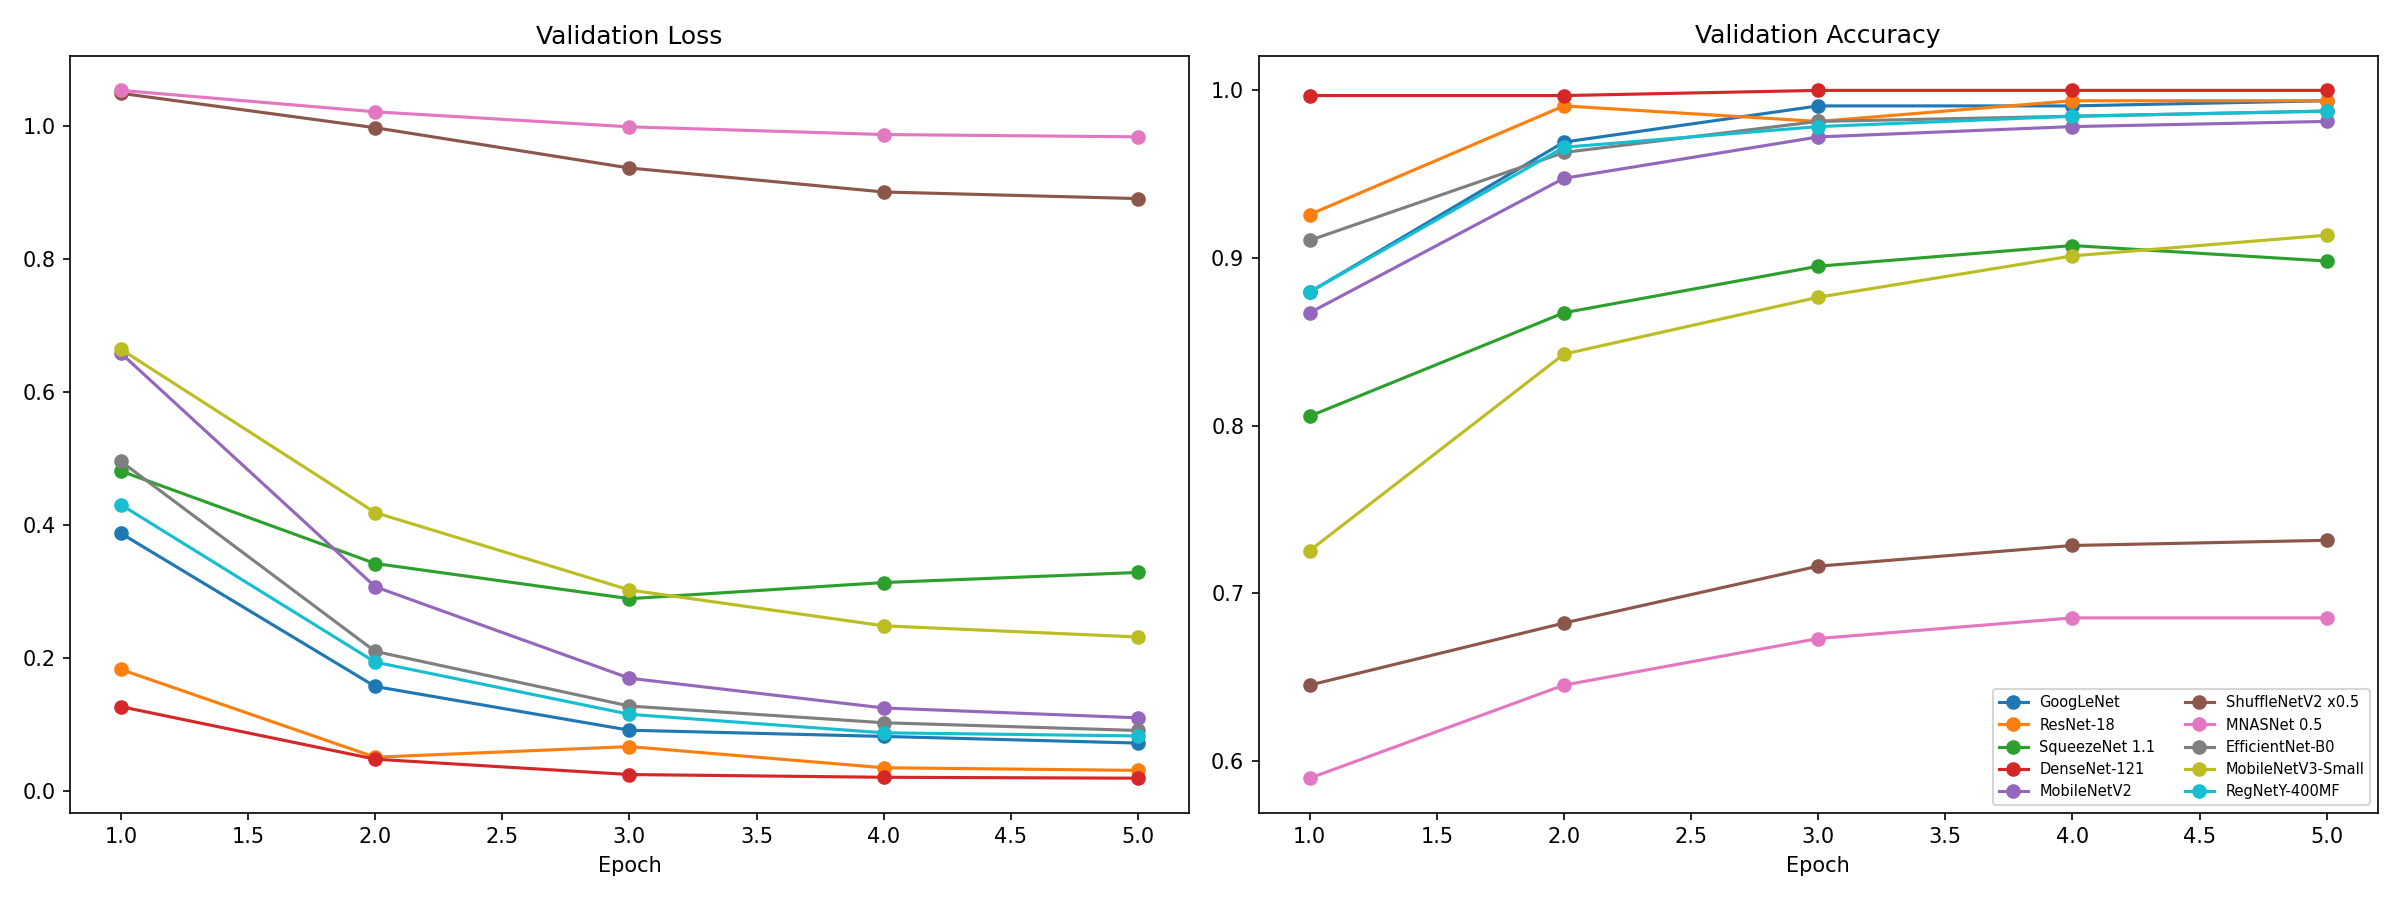 Validation Loss
1.0
0.8
0.6
0.4
0.2
0.0
1.0 1.5 2.0 2.5 3.0 3.5 4.0 4.5 5.0
Epoch
Validation Accuracy
1.0
0.9
0.8
0.7
0.6
GoogLeNet
ResNet-18
SqueezeNet 1.1
DenseNet-121
MobileNetV2
ShuffleNetV2 x0.5
MNASNet 0.5
EfficientNet-B0
MobileNetV3-Small
RegNetY-400MF
1.0 1.5 2.0 2.5 3.0 3.5 4.0 4.5 5.0
Epoch